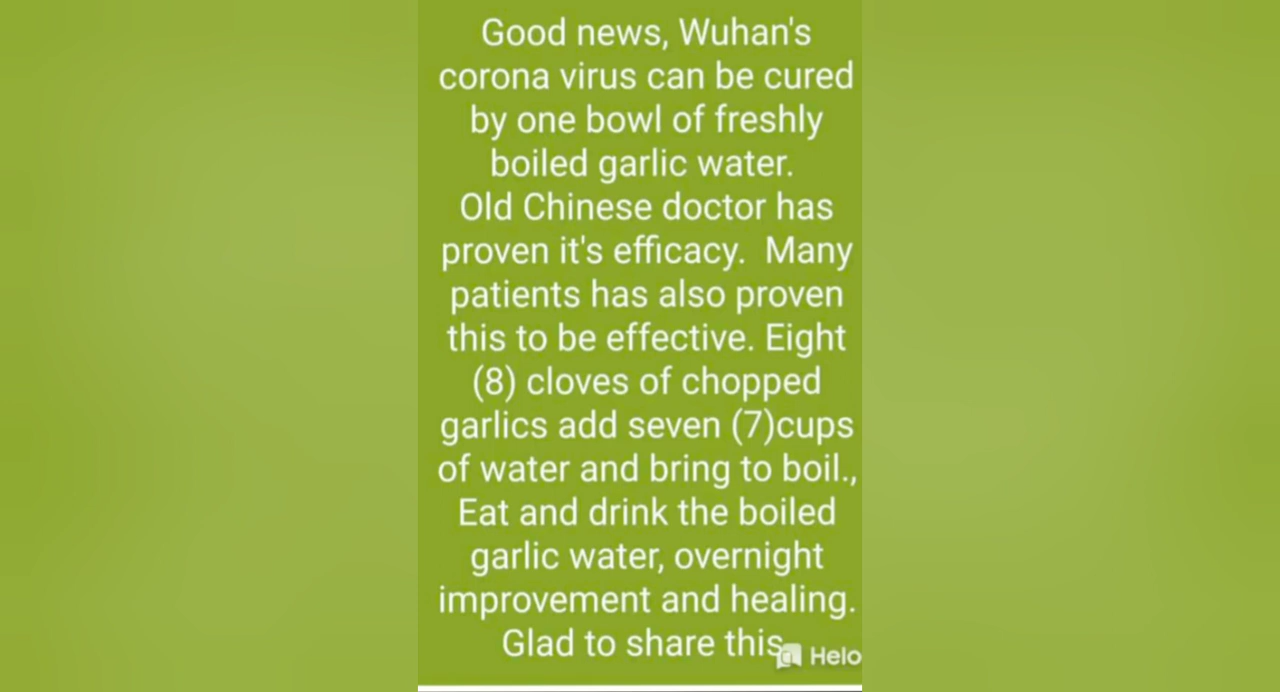 Good news, Wuhan's
corona virus can be cured
by one bowl of freshly
boiled garlic water.
Old Chinese doctor has
proven it's efficacy.  Many
patients has also proven
this to be effective. Eight
(8) cloves of chopped
garlics add seven (7)cups
of water and bring to boil.,
Eat and drink the boiled
garlic water, overnight
improvement and healing.
Glad to share this
Helo